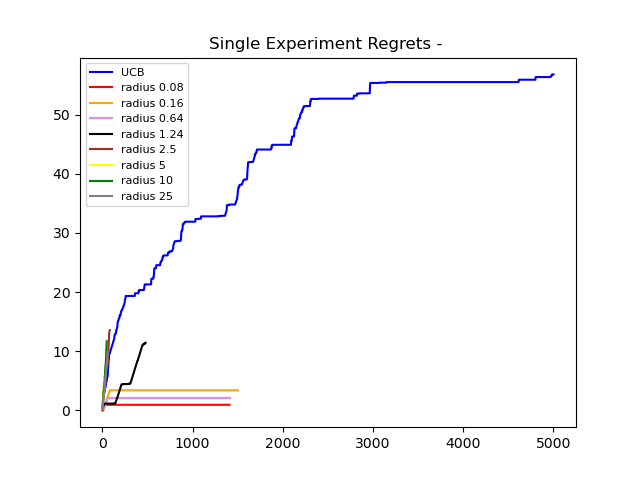 Single Experiment Regrets -
UCB
radius 0.08
radius 0.16
radius 0.64
radius 1.24
radius 2.5
radius 5
radius 10
radius 25
50
40
30
20
10
0
0 1000 2000 3000 4000 5000